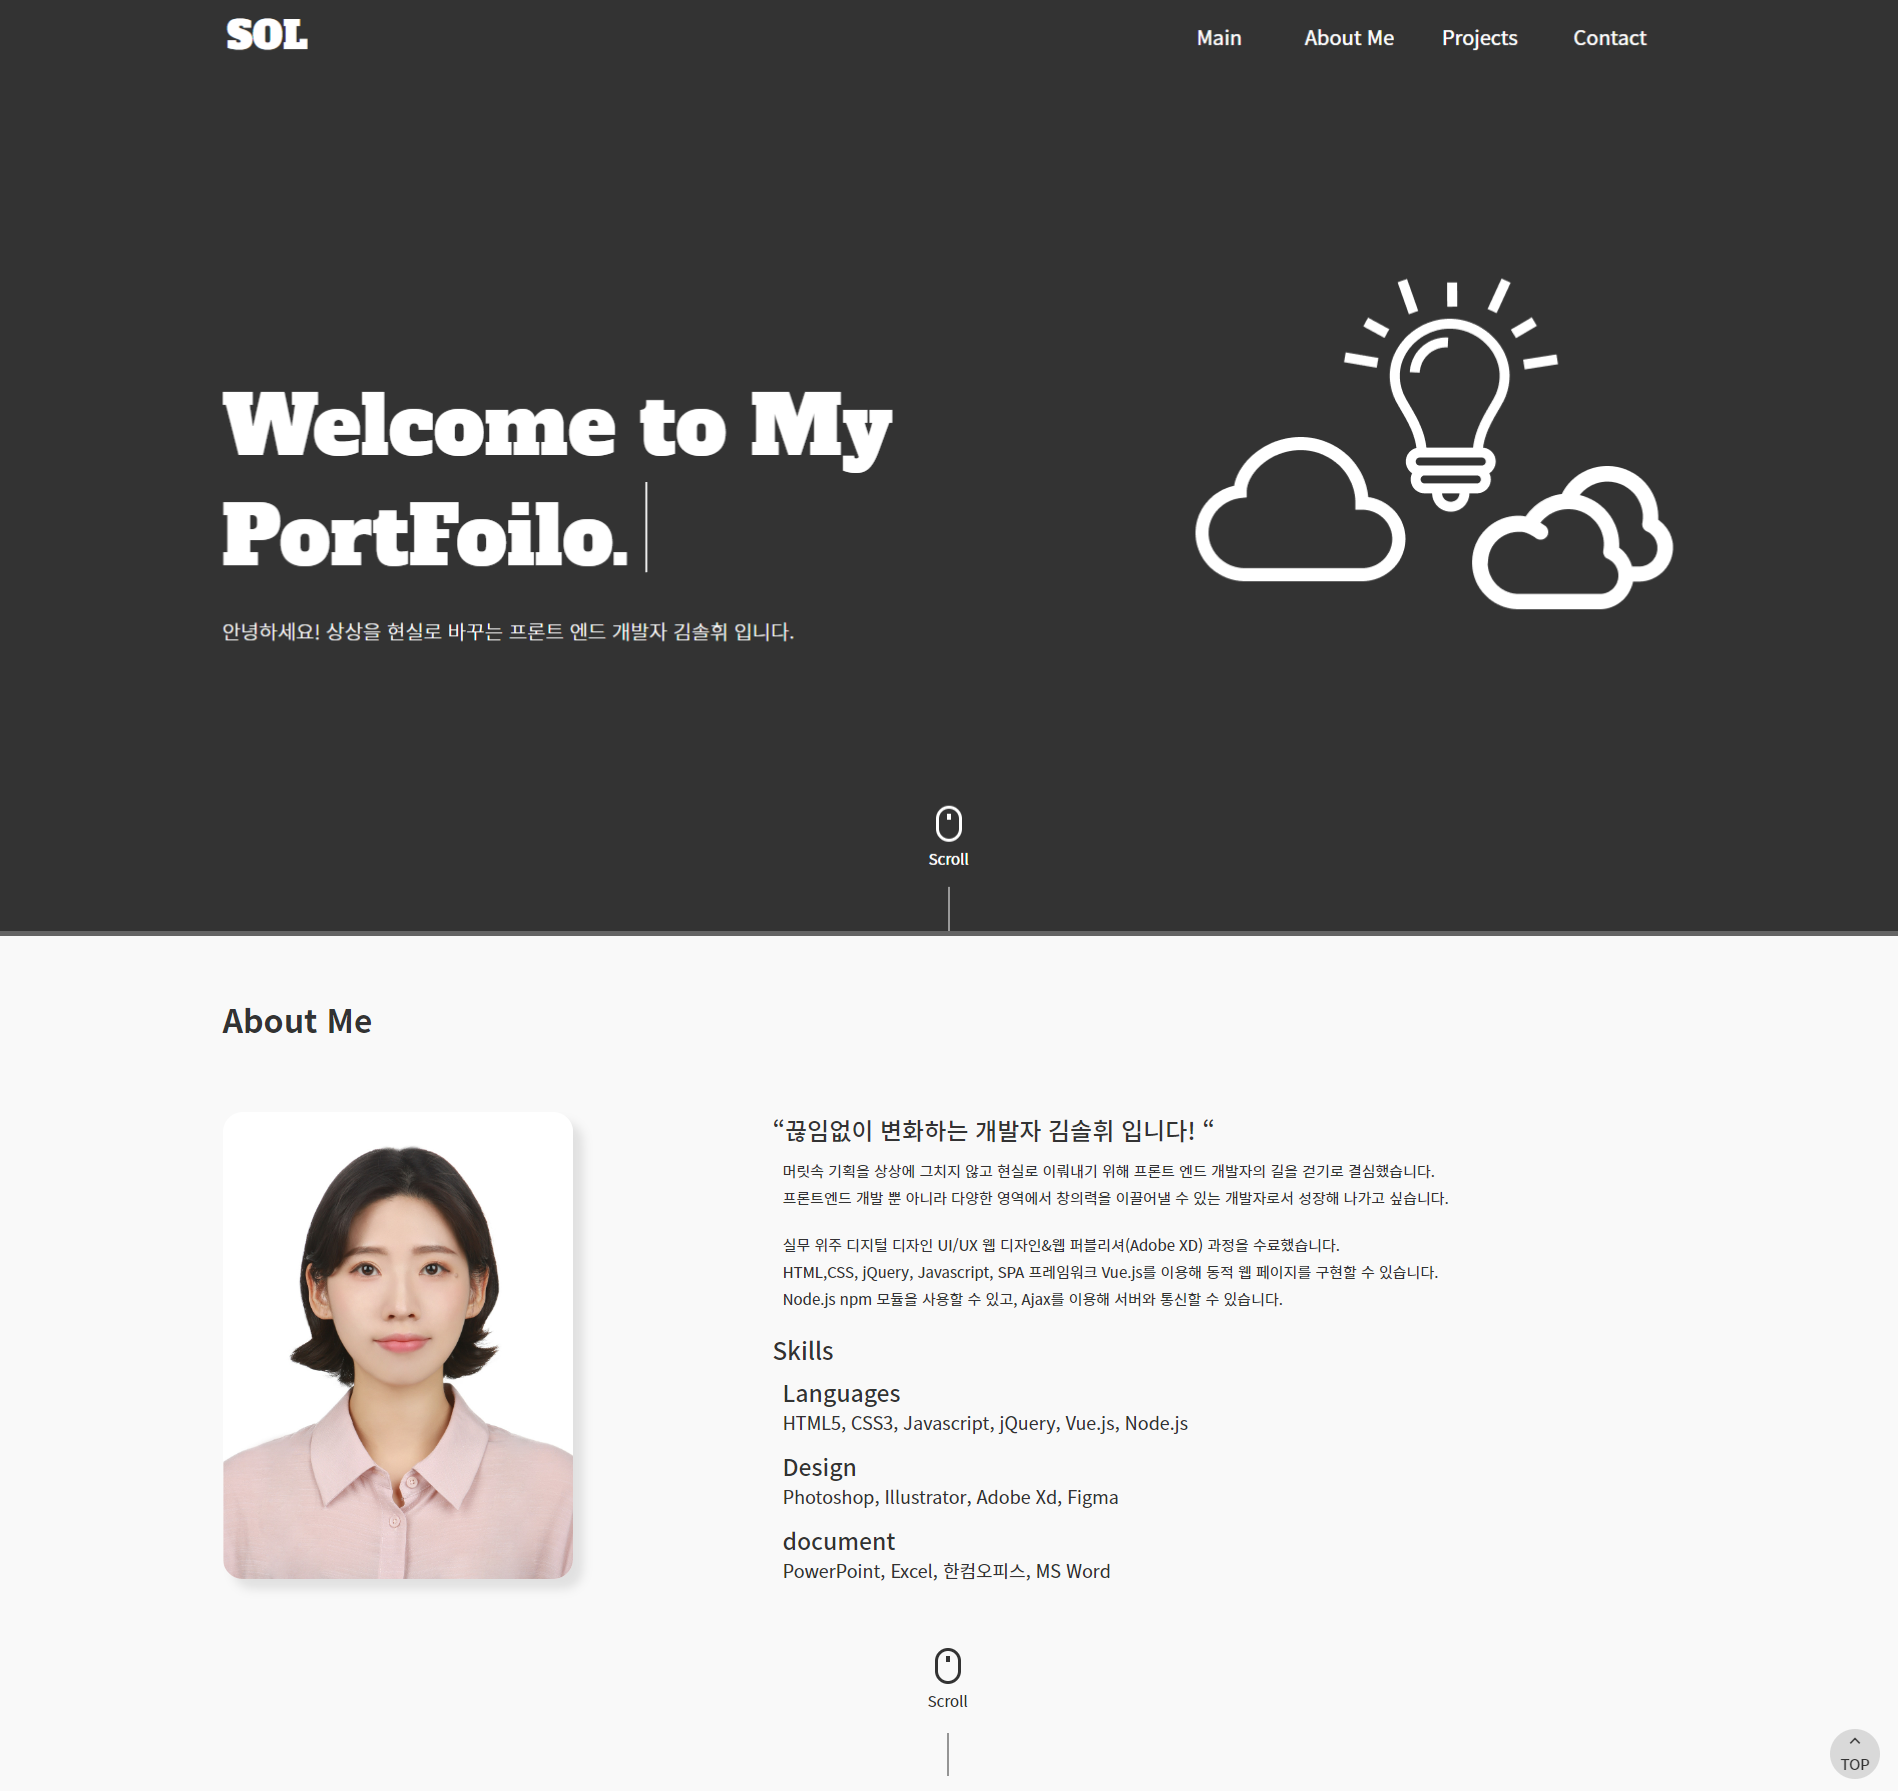 SOL
Main
About Me
Projects
Contact
Welcome to My
PortFoilo.
안녕하세요! 상상을 현실로 바꾸는 프론트 엔드 개발자 김솔휘 입니다.
Scroll
About Me
“끊임없이 변화하는 개발자 김솔휘 입니다! “
머릿속 기획을 상상에 그치지 않고 현실로 이뤄내기 위해 프론트 엔드 개발자의 길을 걷기로 결심했습니다.
프론트엔드 개발 뿐 아니라 다양한 영역에서 창의력을 이끌어낼 수 있는 개발자로서 성장해 나가고 싶습니다.
실무 위주 디지털 디자인 UI/UX 웹 디자인&웹 퍼블리셔(Adobe XD) 과정을 수료했습니다.
HTML,CSS, jQuery, Javascript, SPA 프레임워크 Vue.js를 이용해 동적 웹 페이지를 구현할 수 있습니다.
Node.js npm 모듈을 사용할 수 있고, Ajax를 이용해 서버와 통신할 수 있습니다.
Skills
Languages
HTML5, CSS3, Javascript, jQuery, Vue.js, Node.js
Design
Photoshop, Illustrator, Adobe Xd, Figma
document
PowerPoint, Excel, 한컴오피스, MS Word
Scroll
TOP